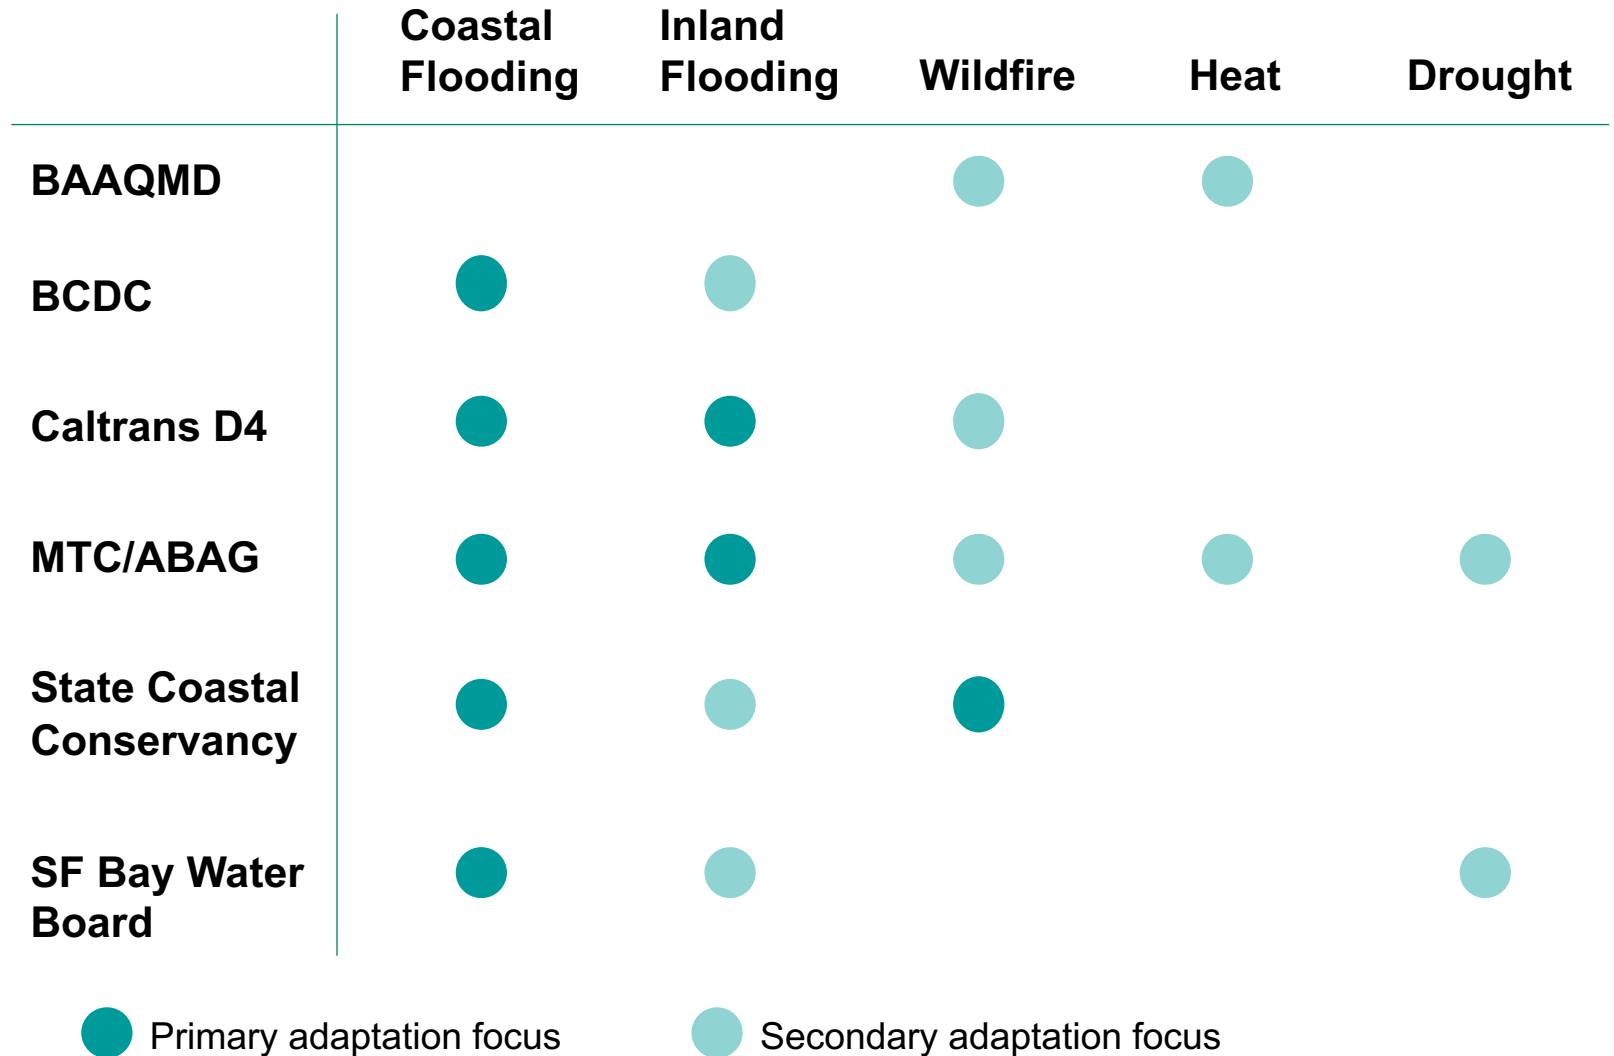 Coastal
Flooding
Inland
Flooding
Wildfire
Heat
Drought
BAAQMD
BCDC
Caltrans D4
MTC/ABAG
State Coastal
Conservancy
SF Bay Water
Board
Primary adaptation focus
Secondary adaptation focus